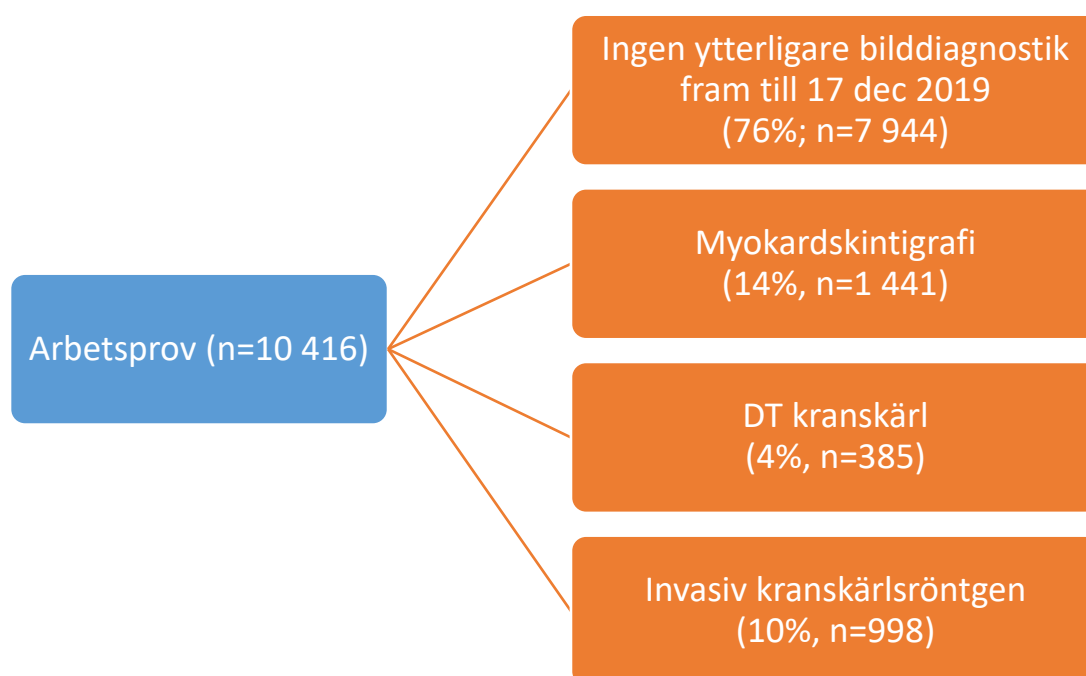 Arbetsprov (n=10 416)
Ingen ytterligare bilddiagnostik
fram till 17 dec 2019
(76%; n=7 944)
Myokardskintigrafi
(14%, n=1 441)
DT kranskärl
(4%, n=385)
Invasiv kranskärlsröntgen
(10%, n=998)